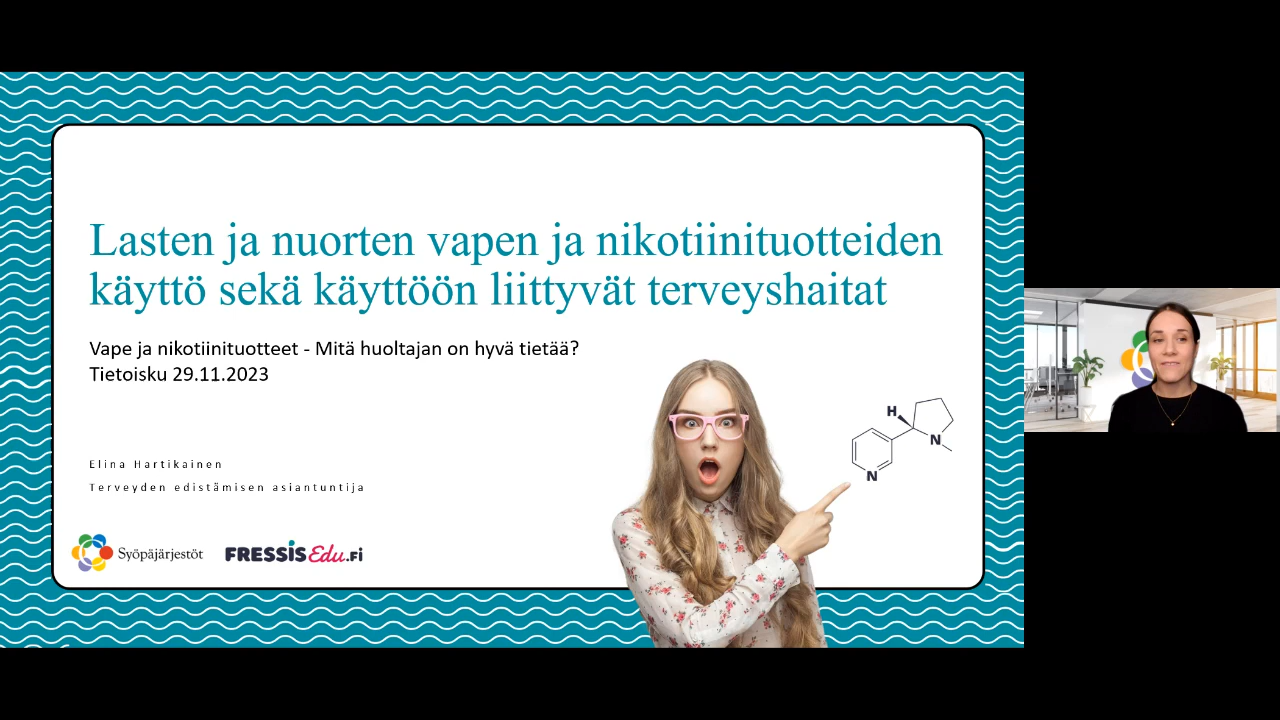 Lasten ja nuorten vapen ja nikotiinituotteiden
käyttö sekä käyttöön liittyvät terveyshaitat
Vape ja nikotiinituotteet - Mitä huoltajan on hyvä tietää?
Tietoisku 29.11.2023
H
N
N
Elina Hartikainen
Terveyden edistämisen asiantuntija
Syöpäjärjestöt
FRESSIS Edu.FI